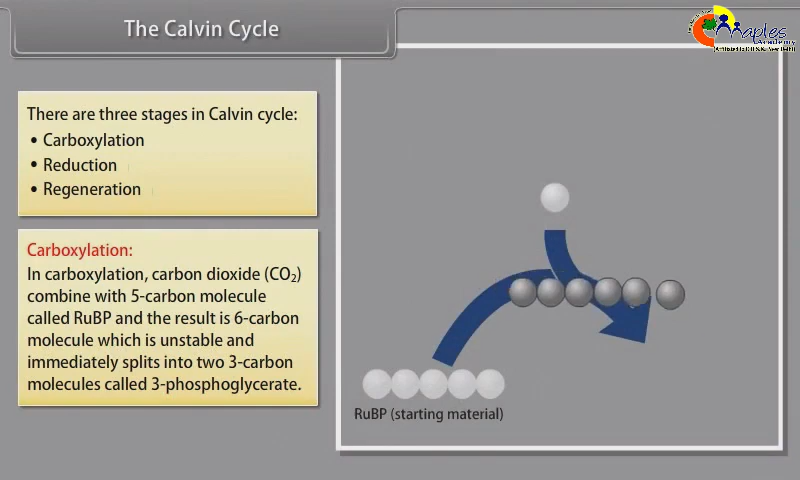 The Calvin Cycle
aples
Academy
There are three stages in Calvin cycle:
• Carboxylation
• Reduction
• Regeneration
Carboxylation:
In carboxylation, carbon dioxide (CO₂)
combine with 5-carbon molecule
called RuBP and the result is 6-carbon
molecule which is unstable and
immediately splits into two 3-carbon
molecules called 3-phosphoglycerate.
RuBP (starting material)